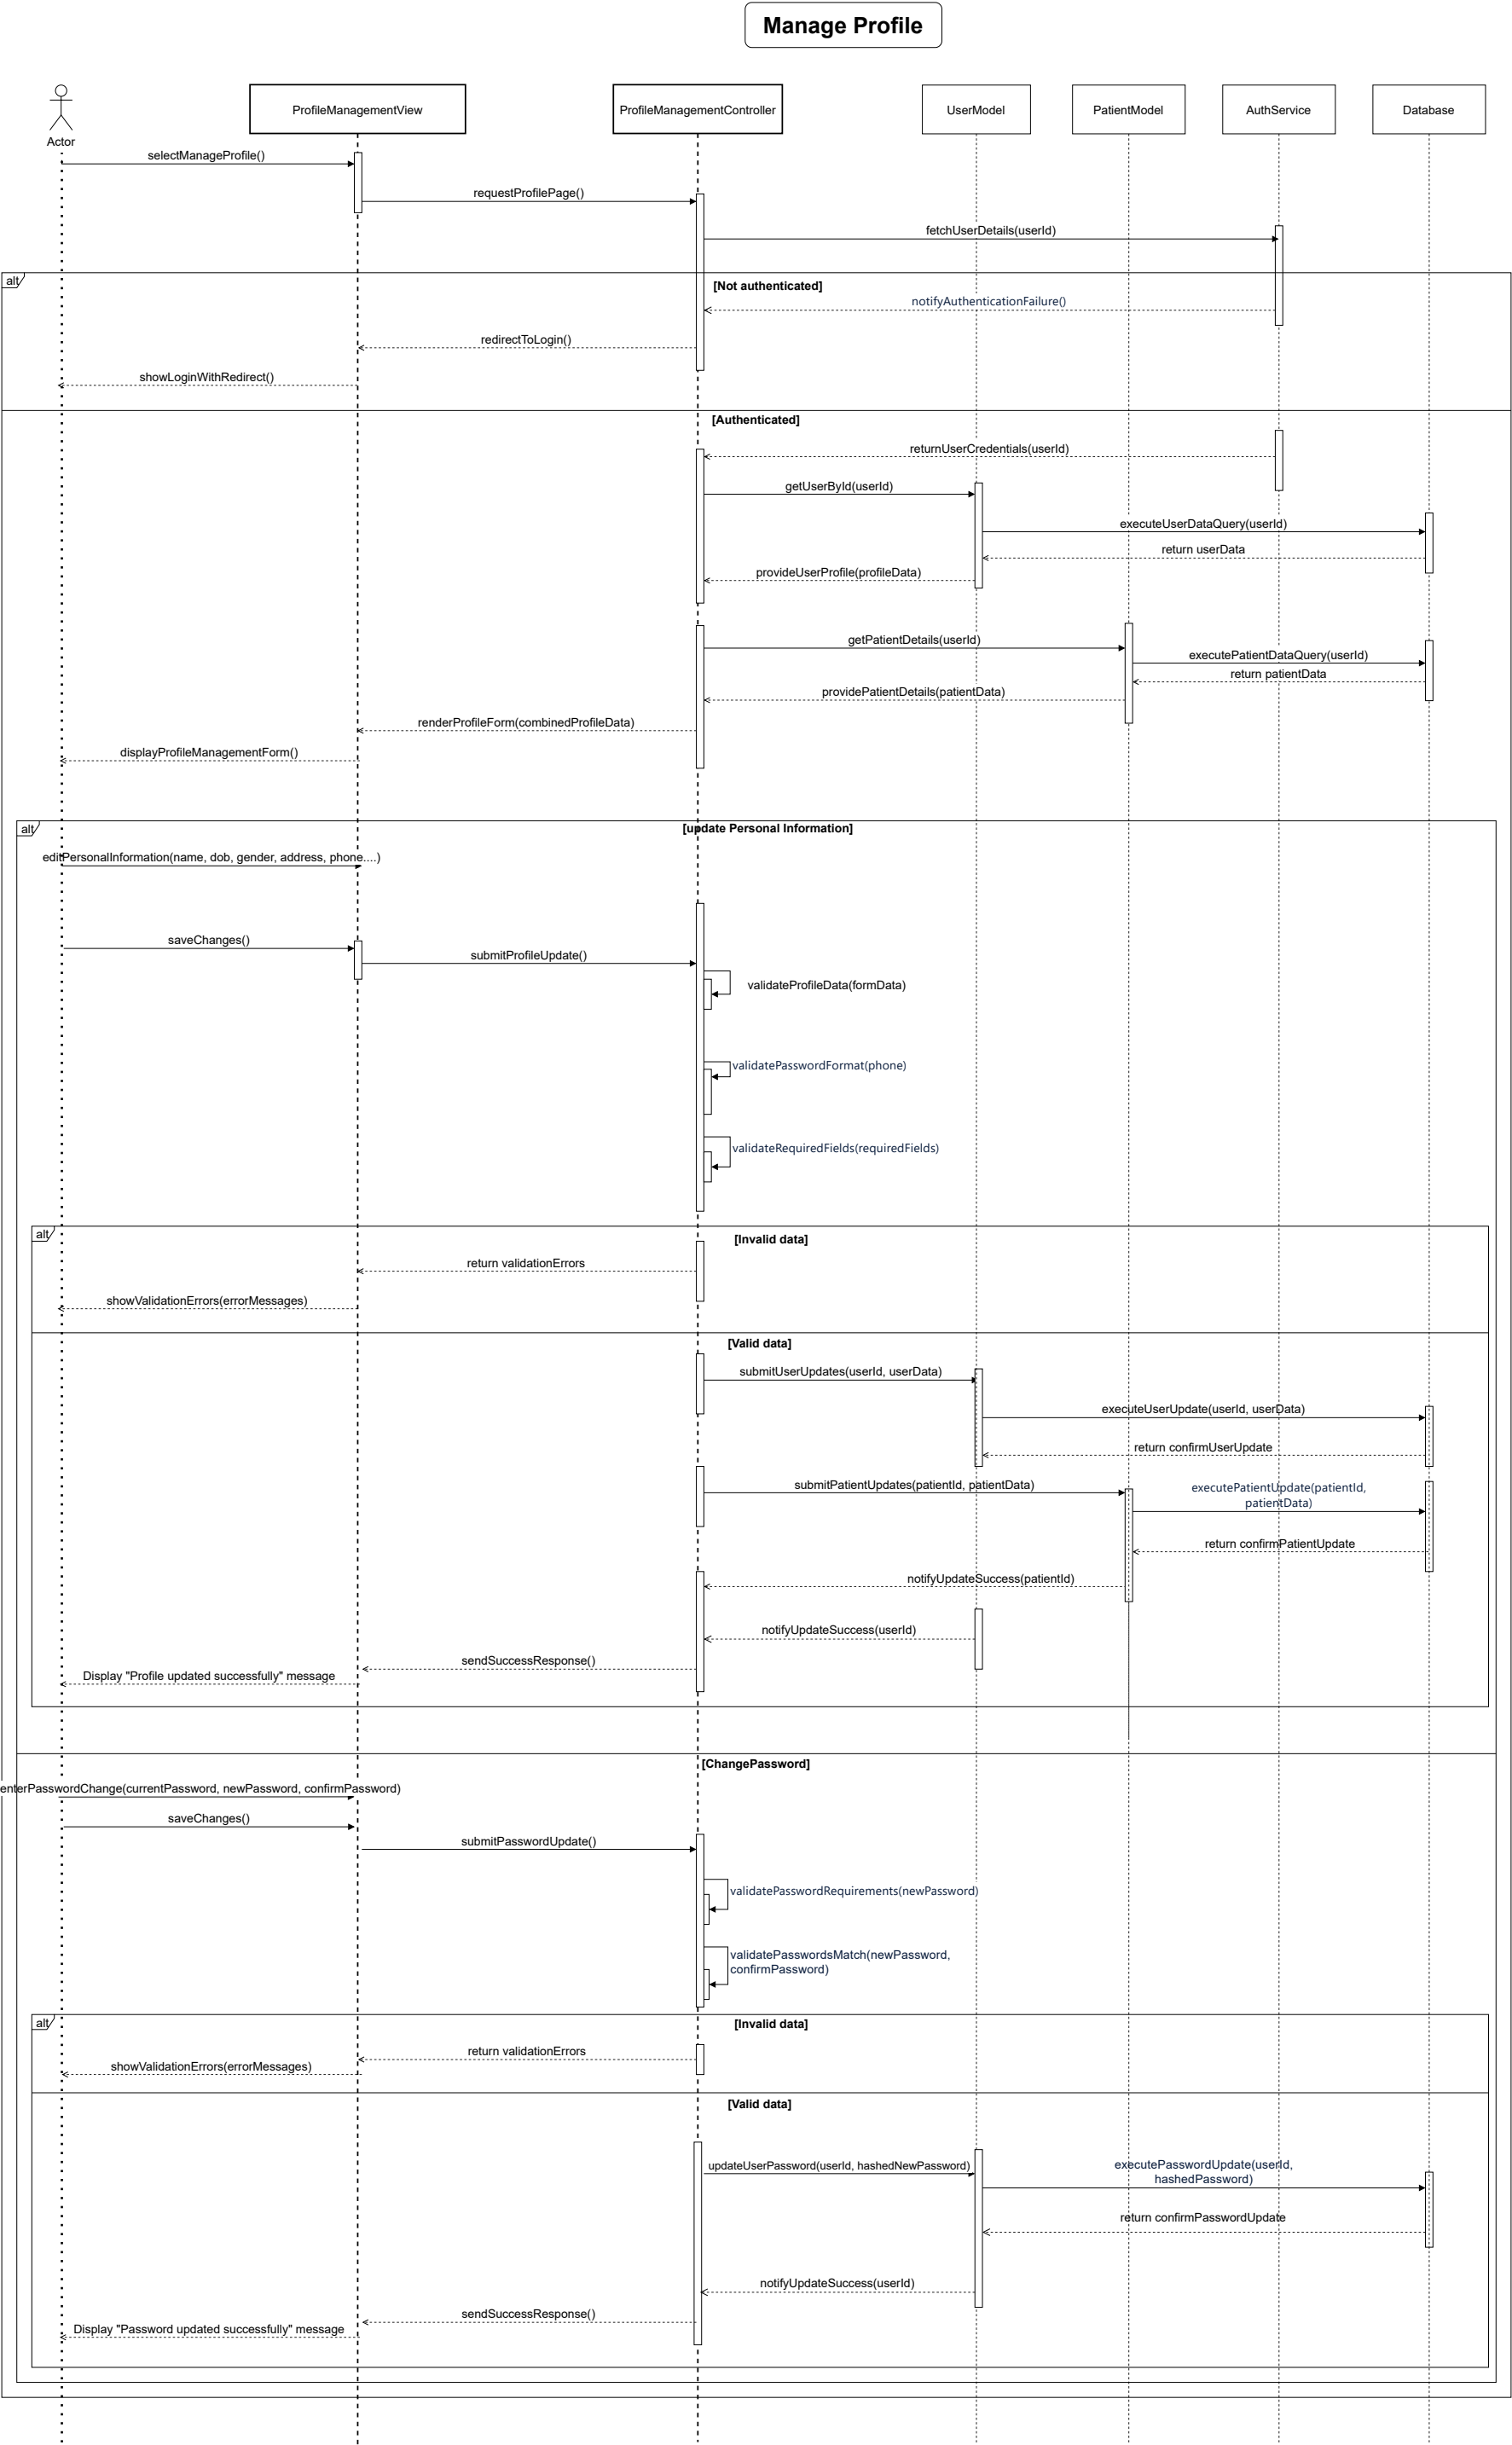 Manage Profile
Actor
ProfileManagementView
ProfileManagementController
UserModel
PatientModel
AuthService
Database
selectManageProfile()
requestProfilePage()
fetchUserDetails(userId)
alt
[Not authenticated]
notifyAuthenticationFailure()
redirectToLogin()
showLoginWithRedirect()
[Authenticated]
returnUserCredentials(userId)
getUserById(userId)
executeUserDataQuery(userId)
return userData
provideUserProfile(profileData)
getPatientDetails(userId)
executePatientDataQuery(userId)
return patientData
providePatientDetails(patientData)
renderProfileForm(combinedProfileData)
displayProfileManagementForm()
alt
[update Personal Information]
editPersonalInformation(name, dob, gender, address, phone....)
saveChanges()
submitProfileUpdate()
validateProfileData(formData)
validatePasswordFormat(phone)
validateRequiredFields(requiredFields)
alt
[Invalid data]
return validationErrors
showValidationErrors(errorMessages)
[Valid data]
submitUserUpdates(userId, userData)
executeUserUpdate(userId, userData)
return confirmUserUpdate
submitPatientUpdates(patientId, patientData)
executePatientUpdate(patientId,
patientData)
return confirmPatientUpdate
notifyUpdateSuccess(patientId)
notifyUpdateSuccess(userId)
sendSuccessResponse()
Display "Profile updated successfully" message
[ChangePassword]
enterPasswordChange(currentPassword, newPassword, confirmPassword)
saveChanges()
submitPasswordUpdate()
validatePasswordRequirements(newPassword)
validatePasswordsMatch(newPassword,
confirmPassword)
alt
[Invalid data]
return validationErrors
showValidationErrors(errorMessages)
[Valid data]
updateUserPassword(userId, hashedNewPassword)
executePasswordUpdate(userId,
hashedPassword)
return confirmPasswordUpdate
notifyUpdateSuccess(userId)
sendSuccessResponse()
Display "Password updated successfully" message